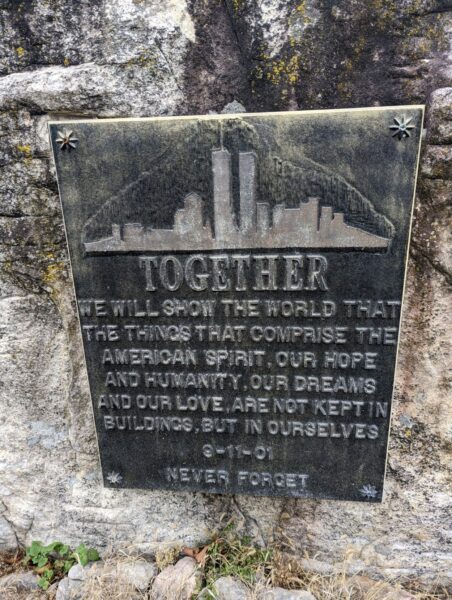 TOGETHER
WE WILL SHOW THE WORLD THAT
THE THINGS THAT COMPRISE THE
AMERICAN SPIRIT, OUR HOPE
AND HUMANITY, OUR DREAMS
AND OUR LOVE, ARE NOT KEPT IN
BUILDINGS, BUT IN OURSELVES
9-11-01
NEVER FORGET